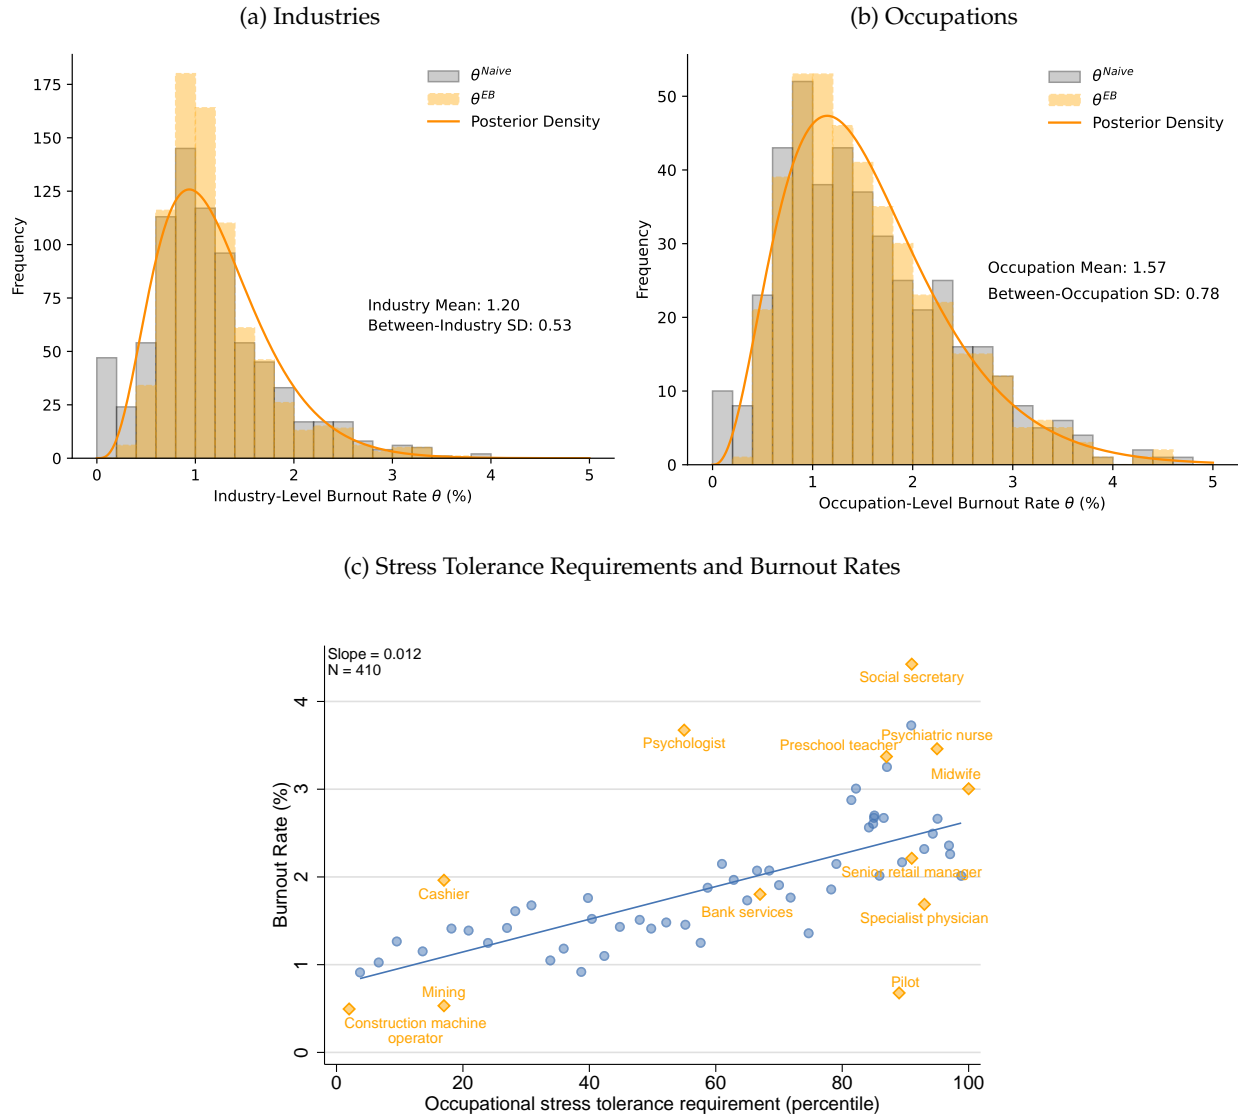 (a) Industries
θ^Naive
θ^EB
Posterior Density
Industry Mean: 1.20
Between-Industry SD: 0.53
Frequency
175
150
125
100
75
50
25
0
0 1 2 3 4 5
Industry-Level Burnout Rate θ (%)
(b) Occupations
θ^Naive
θ^EB
Posterior Density
Occupation Mean: 1.57
Between-Occupation SD: 0.78
Frequency
50
40
30
20
10
0
0 1 2 3 4 5
Occupation-Level Burnout Rate θ (%)
(c) Stress Tolerance Requirements and Burnout Rates
Slope = 0.012
N = 410
Social secretary
Psychologist
Preschool teacher
Psychiatric nurse
Midwife
Cashier
Senior retail manager
Bank services
Specialist physician
Pilot
Mining
Construction machine
operator
Burnout Rate (%)
4
3
2
1
0
0 20 40 60 80 100
Occupational stress tolerance requirement (percentile)